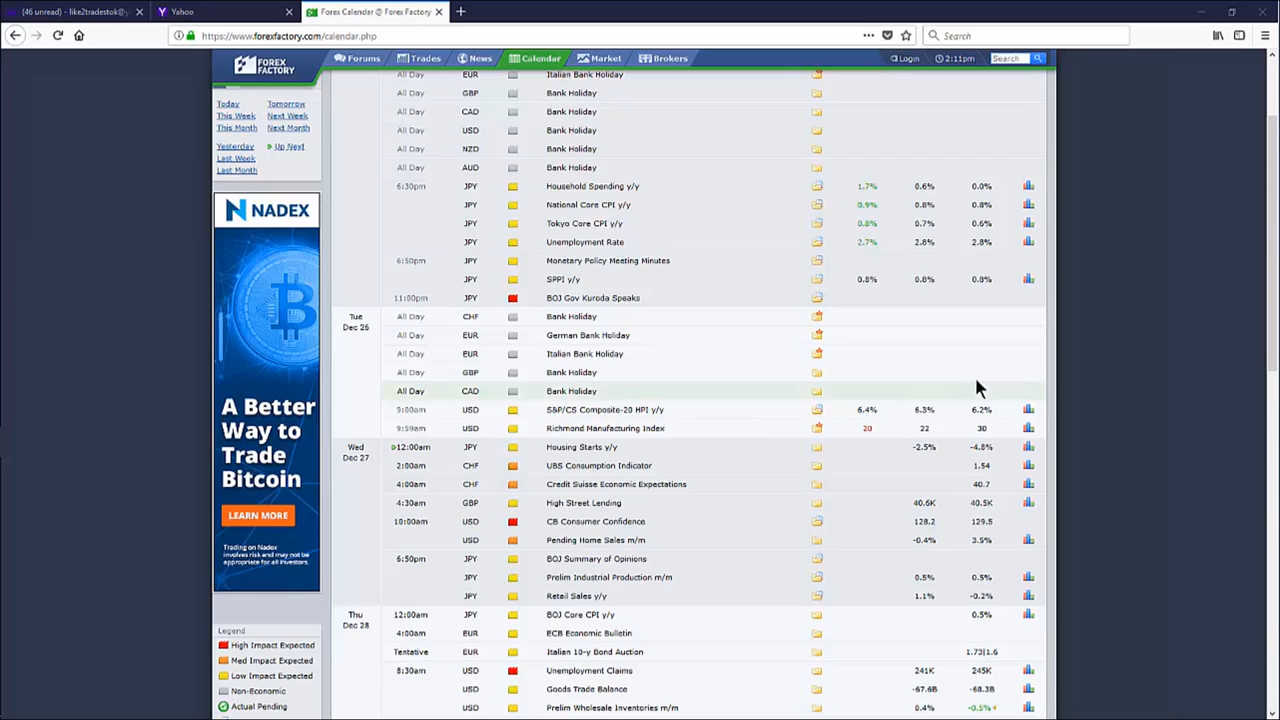 (46 unread) - like2tradestok@y
Yahoo
Forex Calendar @ Forex Factory
https://www.forexfactory.com/calendar.php
Search
FOREX FACTORY
Forums Trades News Calendar Market Brokers Login 2:11pm Search
Today Tomorrow
This Week Next Week
This Month Next Month
Yesterday Up Next
Last Week
Last Month
NADEX
A Better
Way to
Trade
Bitcoin
LEARN MORE
Trading on Nadex
involves risk and may not be
appropriate for all investors.
Legend
High Impact Expected
Med Impact Expected
Low Impact Expected
Non-Economic
Actual Pending
All Day EUR Italian Bank Holiday
All Day GBP Bank Holiday
All Day CAD Bank Holiday
All Day USD Bank Holiday
All Day NZD Bank Holiday
All Day AUD Bank Holiday
6:30pm JPY Household Spending y/y 1.7% 0.6% 0.0%
JPY National Core CPI y/y 0.9% 0.8% 0.8%
JPY Tokyo Core CPI y/y 0.8% 0.7% 0.6%
JPY Unemployment Rate 2.7% 2.8% 2.8%
6:50pm JPY Monetary Policy Meeting Minutes
JPY SPPI y/y 0.8% 0.8% 0.8%
11:00pm JPY BOJ Gov Kuroda Speaks
Tue Dec 26 All Day CHF Bank Holiday
All Day EUR German Bank Holiday
All Day EUR Italian Bank Holiday
All Day GBP Bank Holiday
All Day CAD Bank Holiday
9:00am USD S&P/CS Composite-20 HPI y/y 6.4% 6.3% 6.2%
9:59am USD Richmond Manufacturing Index 20 22 30
Wed Dec 27 12:00am JPY Housing Starts y/y -2.5% -4.8%
2:00am CHF UBS Consumption Indicator 1.54
4:00am CHF Credit Suisse Economic Expectations 40.7
4:30am GBP High Street Lending 40.6K 40.5K
10:00am USD CB Consumer Confidence 128.2 129.5
USD Pending Home Sales m/m -0.4% 3.5%
6:50pm JPY BOJ Summary of Opinions
JPY Prelim Industrial Production m/m 0.5% 0.5%
JPY Retail Sales y/y 1.1% -0.2%
Thu Dec 28 12:00am JPY BOJ Core CPI y/y 0.5%
4:00am EUR ECB Economic Bulletin
Tentative EUR Italian 10-y Bond Auction 1.73|1.6
8:30am USD Unemployment Claims 241K 245K
USD Goods Trade Balance -67.6B -68.3B
USD Prelim Wholesale Inventories m/m 0.4% -0.5%